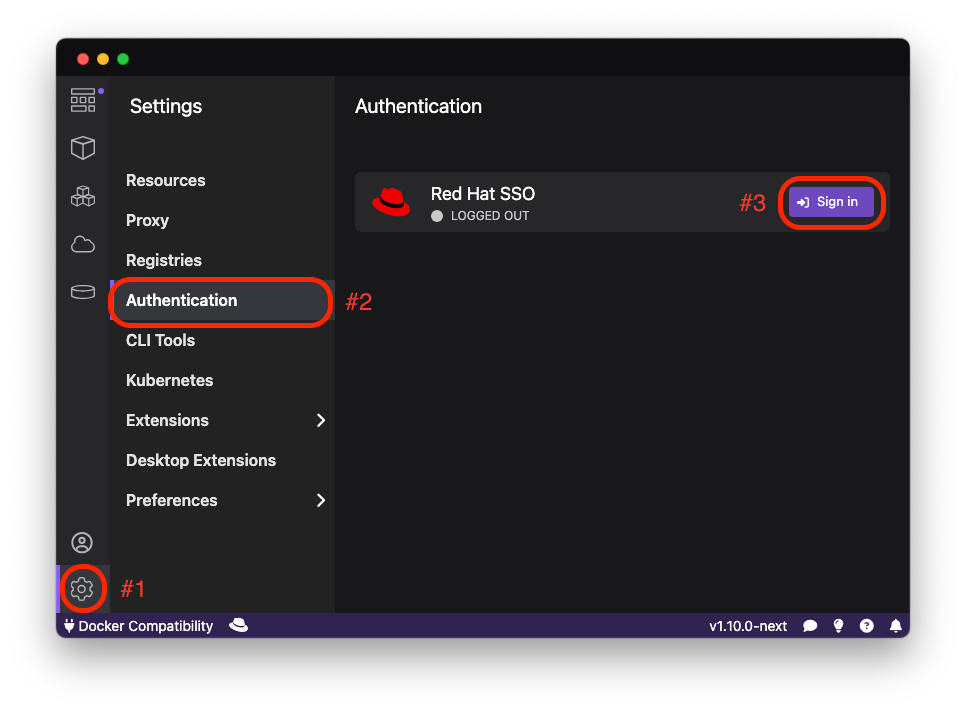 Settings
Authentication
Resources
Proxy
Registries
Authentication
CLI Tools
Kubernetes
Extensions
Desktop Extensions
Preferences
Red Hat SSO
LOGGED OUT
#3
Sign in
#2
#1
Docker Compatibility
v1.10.0-next